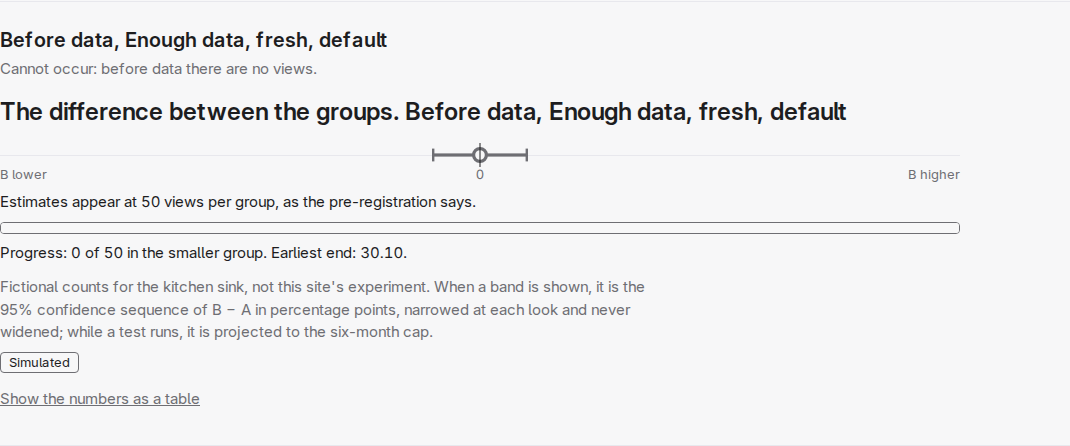 Before data, Enough data, fresh, default
Cannot occur: before data there are no views.
The difference between the groups. Before data, Enough data, fresh, default
B lower
0
B higher
Estimates appear at 50 views per group, as the pre-registration says.
Progress: 0 of 50 in the smaller group. Earliest end: 30.10.
Fictional counts for the kitchen sink, not this site's experiment. When a band is shown, it is the
95% confidence sequence of B − A in percentage points, narrowed at each look and never
widened; while a test runs, it is projected to the six-month cap.
Simulated
Show the numbers as a table